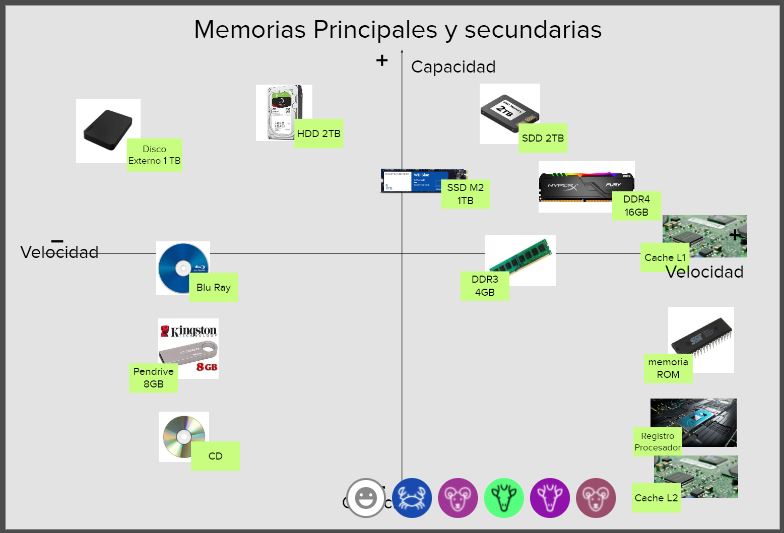 Memorias Principales y secundarias
+
Capacidad
HDD 2TB
2TB
SDD 2TB
Disco
Externo 1 TB
SSD M2
1TB
HYPERX
FURY
DDR4
16GB
−
Velocidad
+
Cache L1
Velocidad
Blu Ray
DDR3
4GB
Kingston
8GB
Pendrive
8GB
memoria
ROM
CD
Registro
Procesador
Cache L2